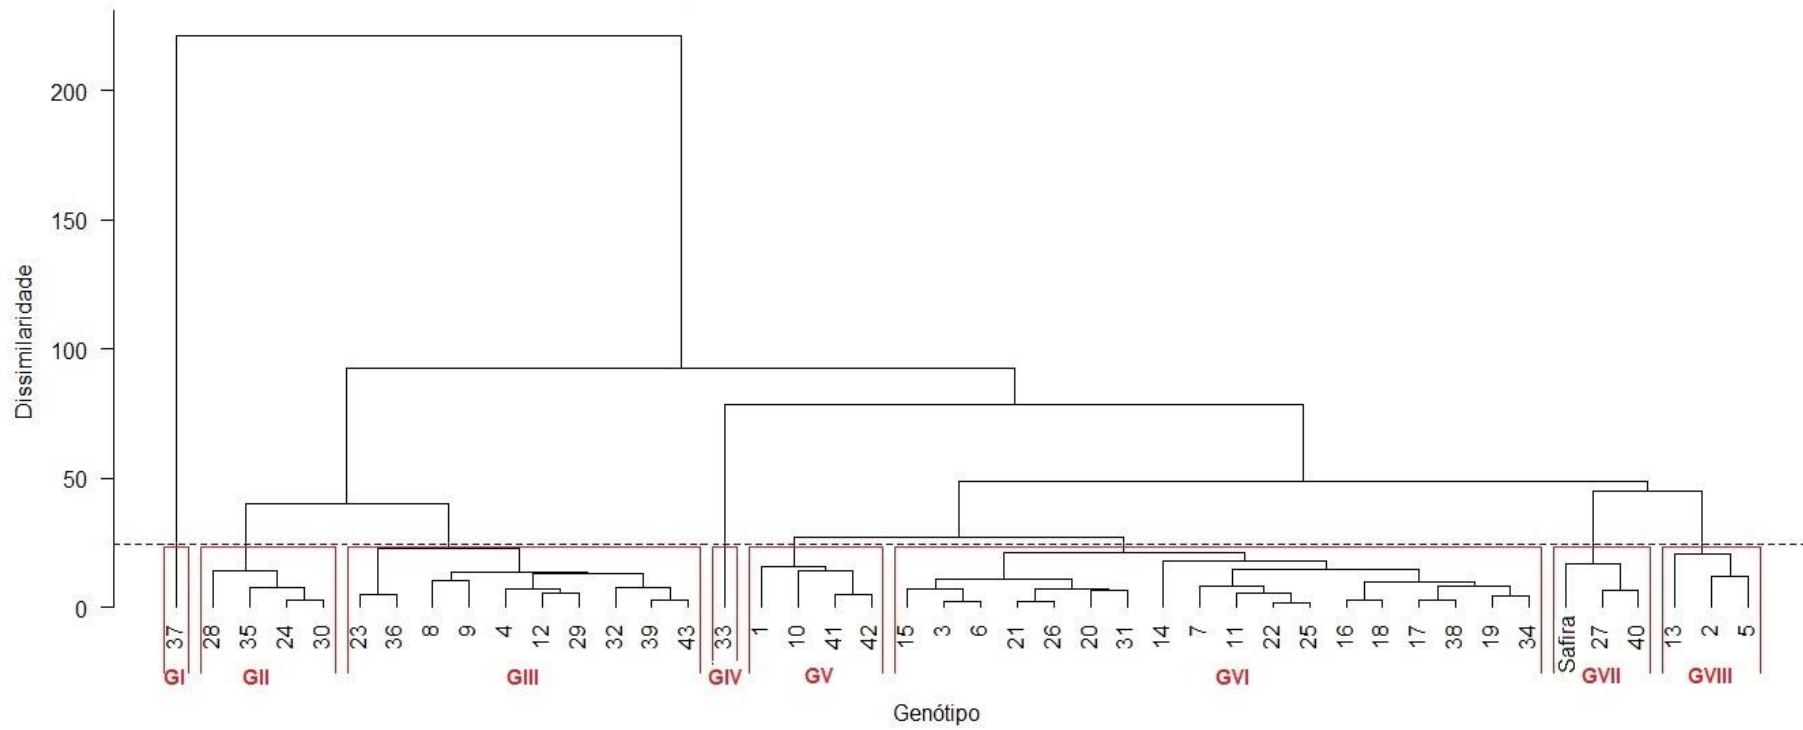 200
150
100
50
0
Dissimilaridade
37 28 35 24 30 23 36 8 9 4 12 29 32 39 43 33 1 10 41 42 15 3 6 21 26 20 31 14 7 11 22 25 16 18 17 38 19 34 Safira 27 40 13 2 5
GI GII GIII GIV GV GVI GVII GVIII
Genótipo